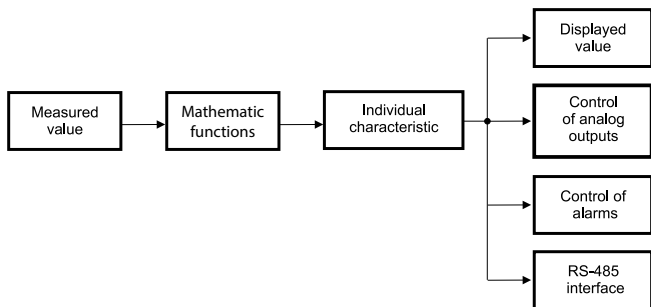 Displayed
value
Measured
value
Mathematic
functions
Individual
characteristic
Control
of analog
outputs
Control of
alarms
RS-485
interface